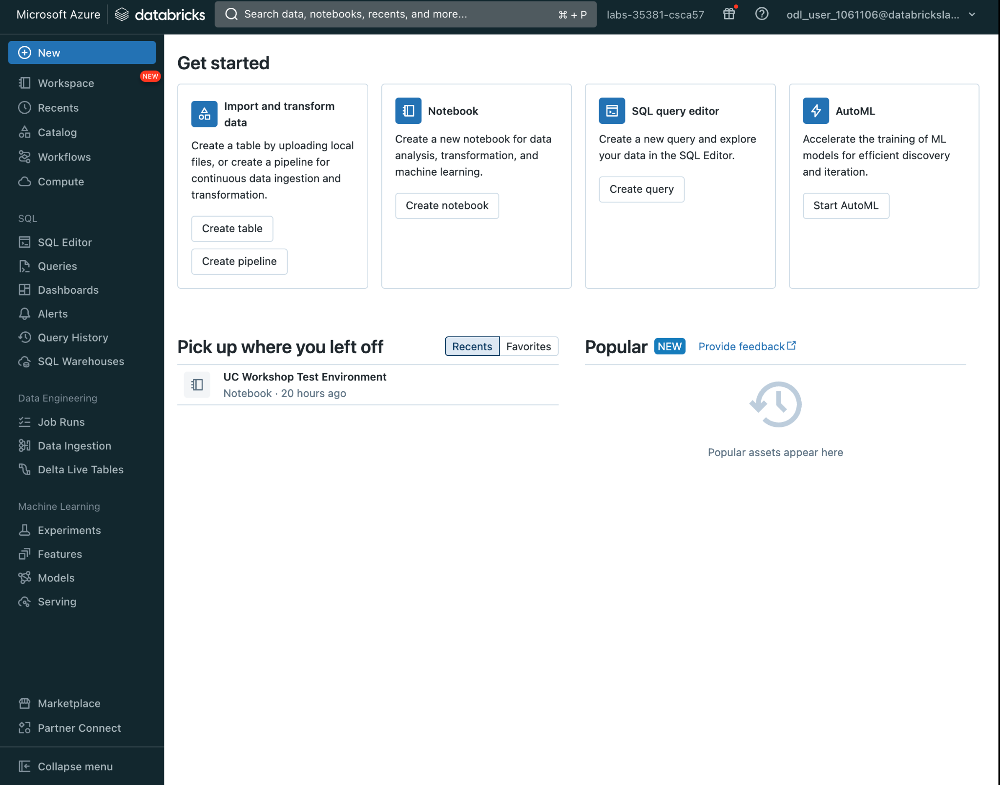 Microsoft Azure
databricks
Search data, notebooks, recents, and more...
⌘ + P
labs-35381-csca57
odl_user_1061106@databricksla...
New
Workspace
NEW
Recents
Catalog
Workflows
Compute
SQL
SQL Editor
Queries
Dashboards
Alerts
Query History
SQL Warehouses
Data Engineering
Job Runs
Data Ingestion
Delta Live Tables
Machine Learning
Experiments
Features
Models
Serving
Marketplace
Partner Connect
Collapse menu
Get started
Import and transform
data
Create a table by uploading local
files, or create a pipeline for
continuous data ingestion and
transformation.
Create table
Create pipeline
Notebook
Create a new notebook for data
analysis, transformation, and
machine learning.
Create notebook
SQL query editor
Create a new query and explore
your data in the SQL Editor.
Create query
AutoML
Accelerate the training of ML
models for efficient discovery
and iteration.
Start AutoML
Pick up where you left off
Recents
Favorites
UC Workshop Test Environment
Notebook · 20 hours ago
Popular
NEW
Provide feedback
Popular assets appear here